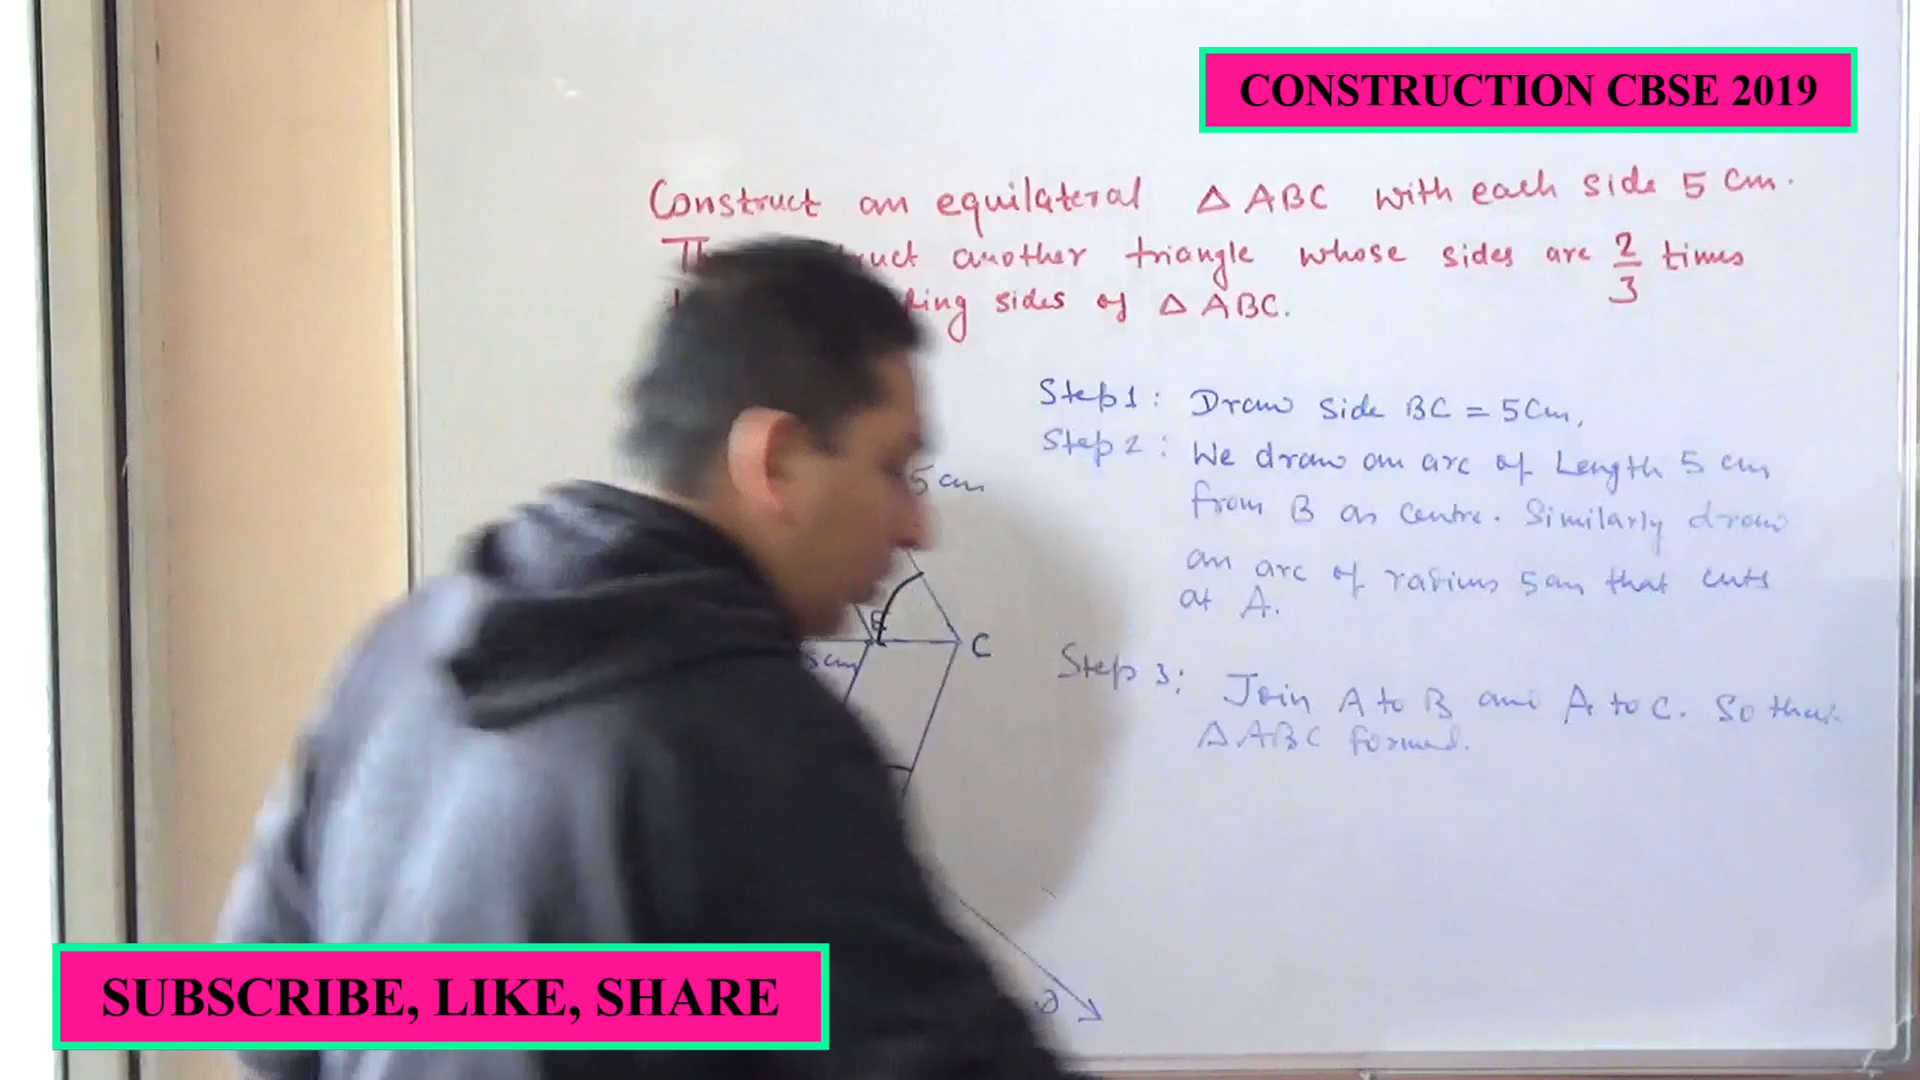 CONSTRUCTION CBSE 2019
Construct an equilateral △ ABC with each side 5 cm.
another triangle whose sides are 2/3 times
sides of △ ABC.
Step 1: Draw side BC = 5cm,
Step 2: We draw an arc of Length 5 cm
from B as centre. Similarly draw
an arc of radius 5cm that cuts
at A.
Step 3: Join A to B and A to C. So that
△ ABC formed.
5 cm
C
5cm
SUBSCRIBE, LIKE, SHARE